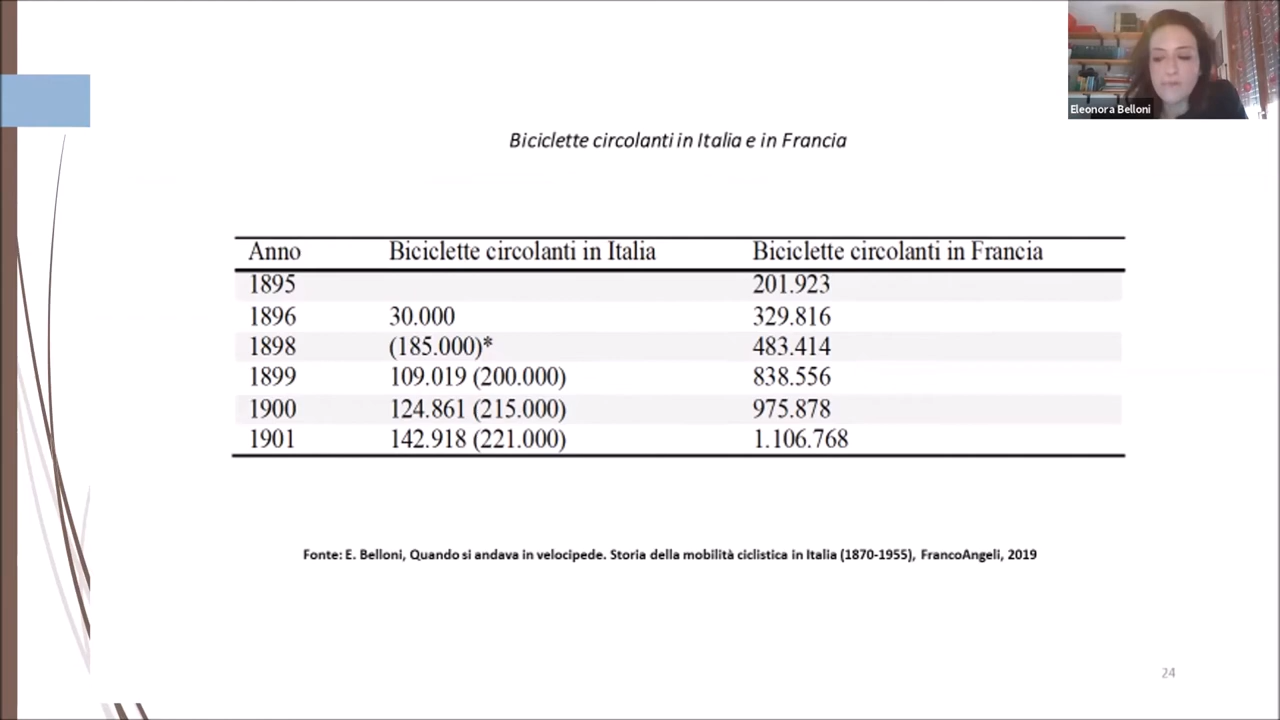 Eleonora Belloni
Biciclette circolanti in Italia e in Francia
Anno Biciclette circolanti in Italia Biciclette circolanti in Francia
1895 201.923
1896 30.000 329.816
1898 (185.000)* 483.414
1899 109.019 (200.000) 838.556
1900 124.861 (215.000) 975.878
1901 142.918 (221.000) 1.106.768
Fonte: E. Belloni, Quando si andava in velocipede. Storia della mobilità ciclistica in Italia (1870-1955), FrancoAngeli, 2019
24